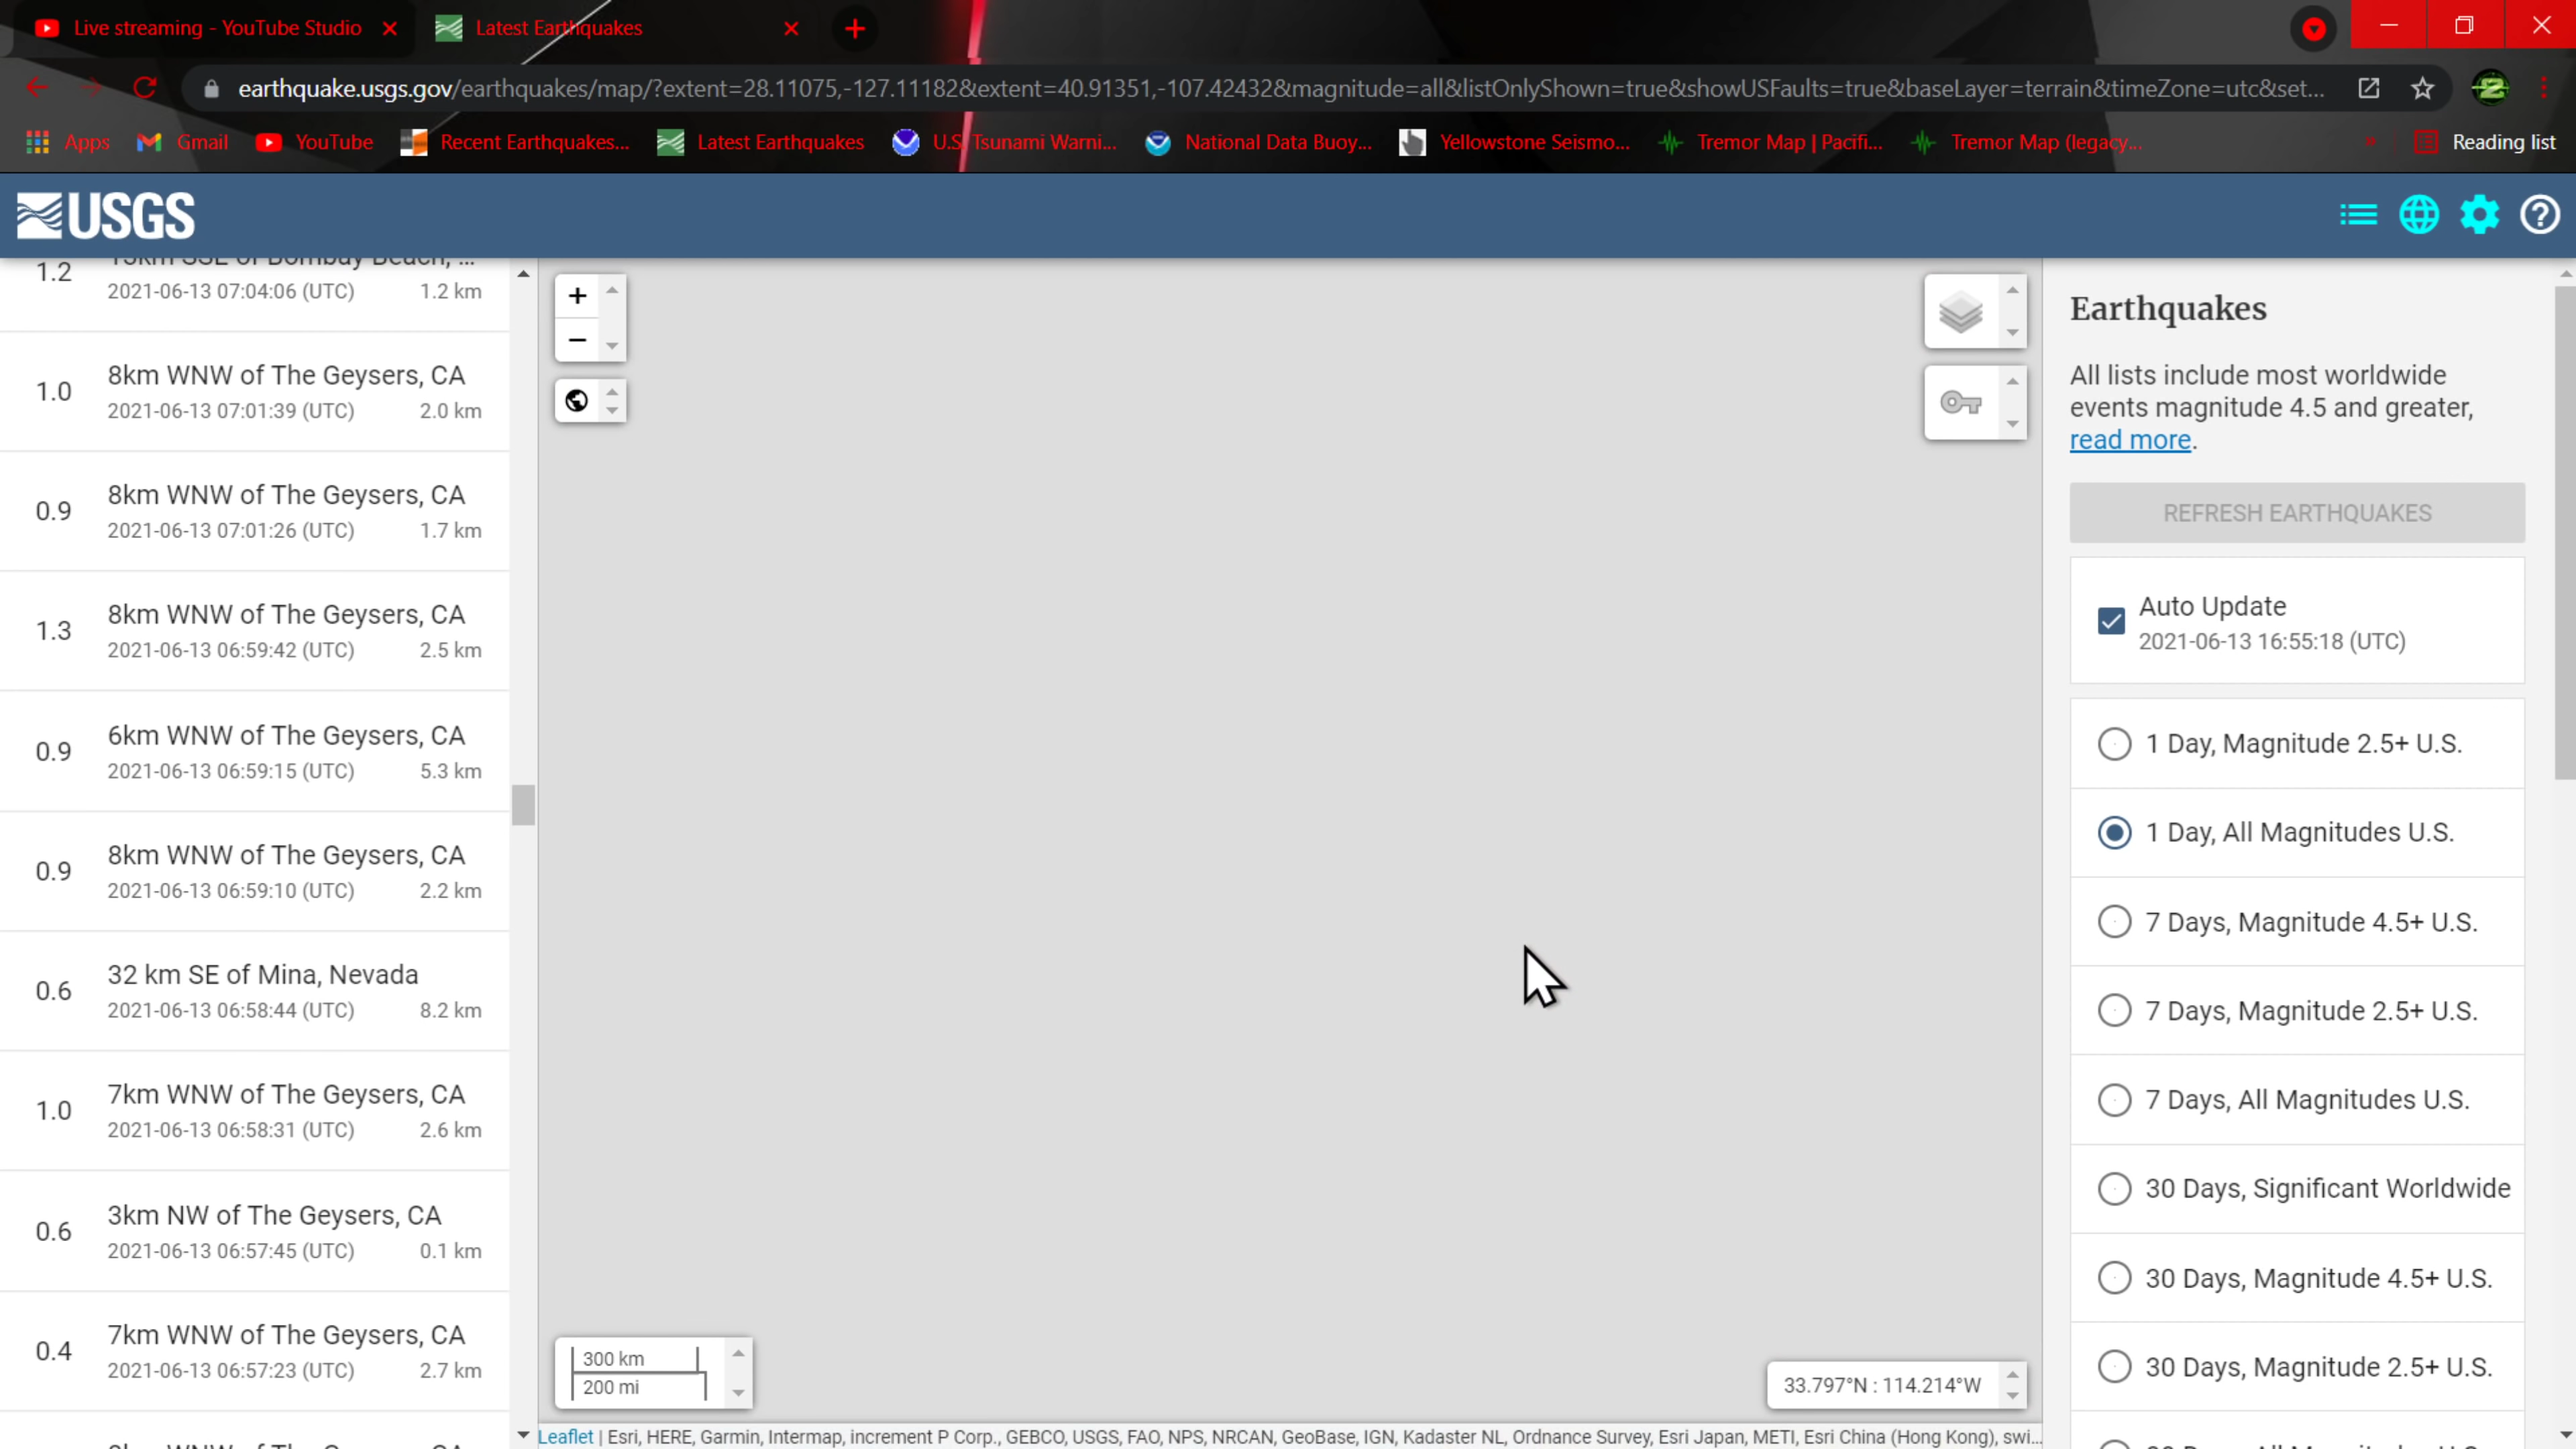 Live streaming - YouTube Studio
Latest Earthquakes
earthquake.usgs.gov/earthquakes/map/?extent=28.11075,-127.11182&extent=40.91351,-107.42432&magnitude=all&listOnlyShown=true&showUSFaults=true&baseLayer=terrain&timeZone=utc&set...
Apps
Gmail
YouTube
Recent Earthquakes...
Latest Earthquakes
U.S. Tsunami Warni...
National Data Buoy...
Yellowstone Seismo...
Tremor Map | Pacifi...
Tremor Map (legacy...
Reading list
USGS
1.2 13km SSE of Bombay Beach, ...
2021-06-13 07:04:06 (UTC) 1.2 km
1.0 8km WNW of The Geysers, CA
2021-06-13 07:01:39 (UTC) 2.0 km
0.9 8km WNW of The Geysers, CA
2021-06-13 07:01:26 (UTC) 1.7 km
1.3 8km WNW of The Geysers, CA
2021-06-13 06:59:42 (UTC) 2.5 km
0.9 6km WNW of The Geysers, CA
2021-06-13 06:59:15 (UTC) 5.3 km
0.9 8km WNW of The Geysers, CA
2021-06-13 06:59:10 (UTC) 2.2 km
0.6 32 km SE of Mina, Nevada
2021-06-13 06:58:44 (UTC) 8.2 km
1.0 7km WNW of The Geysers, CA
2021-06-13 06:58:31 (UTC) 2.6 km
0.6 3km NW of The Geysers, CA
2021-06-13 06:57:45 (UTC) 0.1 km
0.4 7km WNW of The Geysers, CA
2021-06-13 06:57:23 (UTC) 2.7 km
300 km
200 mi
33.797°N : 114.214°W
Leaflet | Esri, HERE, Garmin, Intermap, increment P Corp., GEBCO, USGS, FAO, NPS, NRCAN, GeoBase, IGN, Kadaster NL, Ordnance Survey, Esri Japan, METI, Esri China (Hong Kong), swi...
Earthquakes
All lists include most worldwide
events magnitude 4.5 and greater,
read more.
REFRESH EARTHQUAKES
Auto Update
2021-06-13 16:55:18 (UTC)
1 Day, Magnitude 2.5+ U.S.
1 Day, All Magnitudes U.S.
7 Days, Magnitude 4.5+ U.S.
7 Days, Magnitude 2.5+ U.S.
7 Days, All Magnitudes U.S.
30 Days, Significant Worldwide
30 Days, Magnitude 4.5+ U.S.
30 Days, Magnitude 2.5+ U.S.